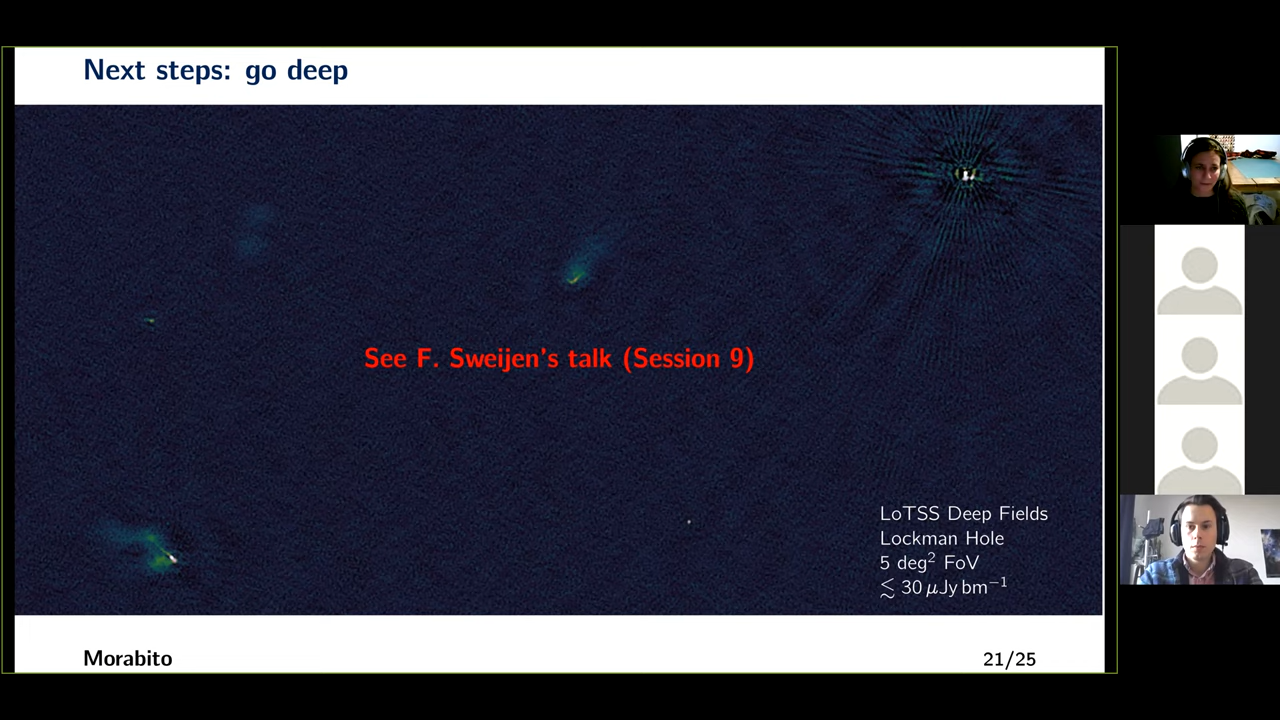 Next steps: go deep
See F. Sweijen's talk (Session 9)
LoTSS Deep Fields
Lockman Hole
5 deg² FoV
≲ 30 μJy bm⁻¹
Morabito
21/25